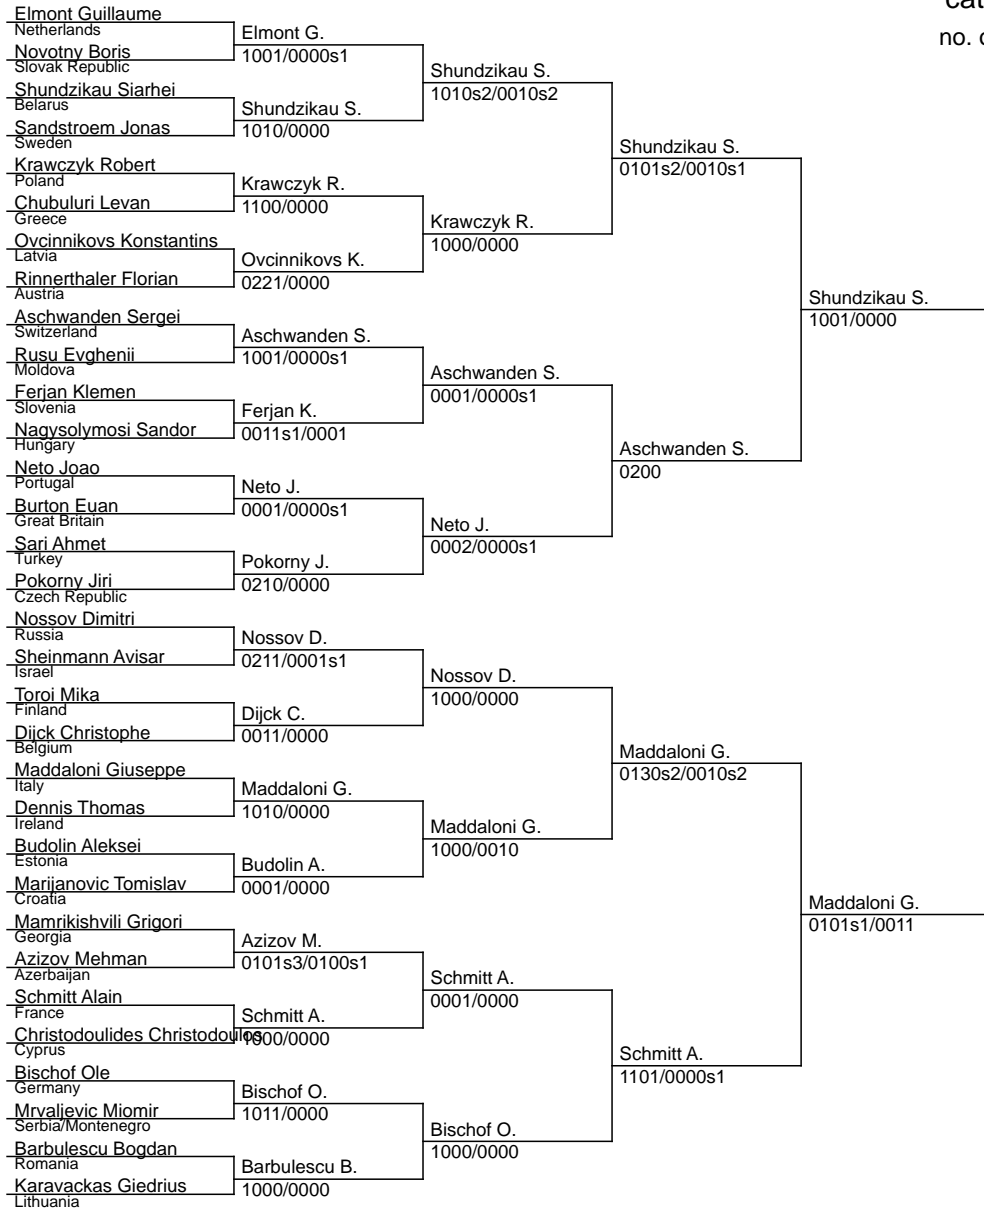 Elmont Guillaume
Netherlands
Novotny Boris
Slovak Republic
Shundzikau Siarhei
Belarus
Sandstroem Jonas
Sweden
Krawczyk Robert
Poland
Chubuluri Levan
Greece
Ovcinnikovs Konstantins
Latvia
Rinnerthaler Florian
Austria
Aschwanden Sergei
Switzerland
Rusu Evghenii
Moldova
Ferjan Klemen
Slovenia
Nagysolymosi Sandor
Hungary
Neto Joao
Portugal
Burton Euan
Great Britain
Sari Ahmet
Turkey
Pokorny Jiri
Czech Republic
Nossov Dimitri
Russia
Sheinmann Avisar
Israel
Toroi Mika
Finland
Dijck Christophe
Belgium
Maddaloni Giuseppe
Italy
Dennis Thomas
Ireland
Budolin Aleksei
Estonia
Marijanovic Tomislav
Croatia
Mamrikishvili Grigori
Georgia
Azizov Mehman
Azerbaijan
Schmitt Alain
France
Christodoulides Christodoulos
Cyprus
Bischof Ole
Germany
Mrvaljevic Miomir
Serbia/Montenegro
Barbulescu Bogdan
Romania
Karavackas Giedrius
Lithuania
Elmont G.
1001/0000s1
Shundzikau S.
1010/0000
Krawczyk R.
1100/0000
Ovcinnikovs K.
0221/0000
Aschwanden S.
1001/0000s1
Ferjan K.
0011s1/0001
Neto J.
0001/0000s1
Pokorny J.
0210/0000
Nossov D.
0211/0001s1
Dijck C.
0011/0000
Maddaloni G.
1010/0000
Budolin A.
0001/0000
Azizov M.
0101s3/0100s1
Schmitt A.
1000/0000
Bischof O.
1011/0000
Barbulescu B.
1000/0000
Shundzikau S.
1010s2/0010s2
Krawczyk R.
1000/0000
Aschwanden S.
0001/0000s1
Neto J.
0002/0000s1
Nossov D.
1000/0000
Maddaloni G.
1000/0010
Schmitt A.
0001/0000
Bischof O.
1000/0000
Shundzikau S.
0101s2/0010s1
Aschwanden S.
0200
Maddaloni G.
0130s2/0010s2
Schmitt A.
1101/0000s1
Shundzikau S.
1001/0000
Maddaloni G.
0101s1/0011
no.